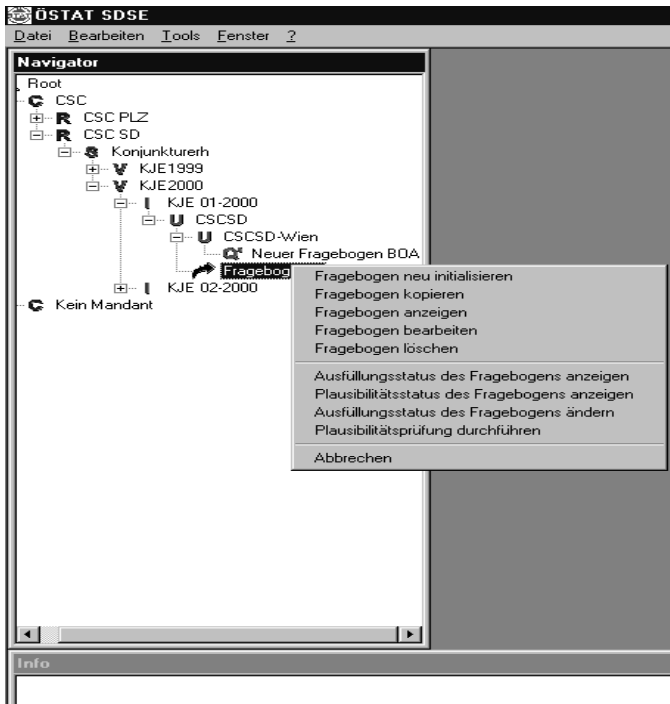 ÖSTAT SDSE
Datei Bearbeiten Tools Fenster ?
Navigator
Root
C CSC
R CSC PLZ
R CSC SD
S Konjunkturerh
V KJE1999
V KJE2000
I KJE 01-2000
U CSCSD
U CSCSD-Wien
Neuer Fragebogen BOA
Fragebog
I KJE 02-2000
C Kein Mandant
Fragebogen neu initialisieren
Fragebogen kopieren
Fragebogen anzeigen
Fragebogen bearbeiten
Fragebogen löschen
Ausfüllungsstatus des Fragebogens anzeigen
Plausibilitätsstatus des Fragebogens anzeigen
Ausfüllungsstatus des Fragebogens ändern
Plausibilitätsprüfung durchführen
Abbrechen
Info